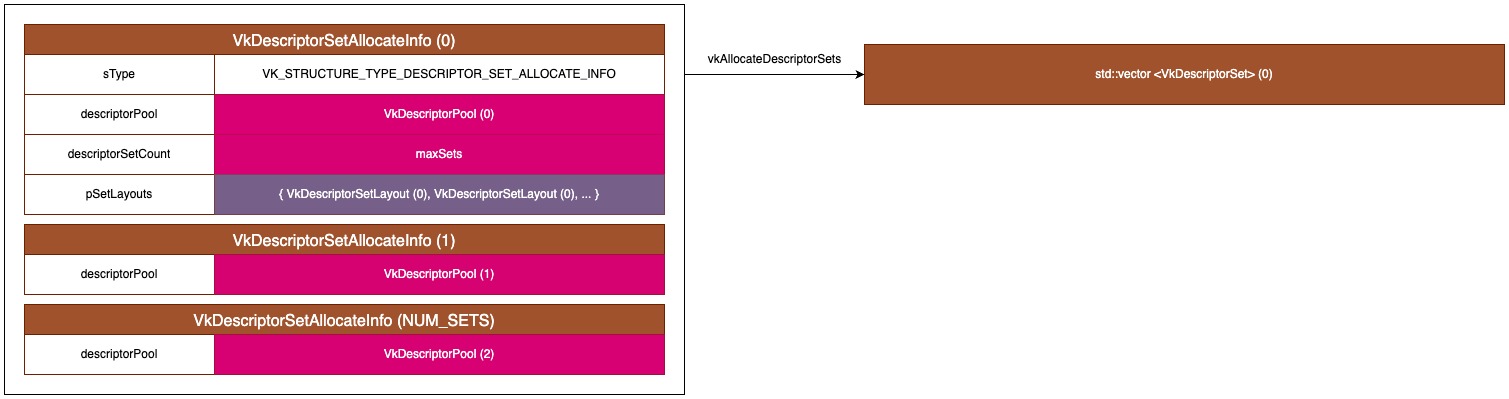 VkDescriptorSetAllocateInfo (0)
sType
VK_STRUCTURE_TYPE_DESCRIPTOR_SET_ALLOCATE_INFO
descriptorPool
VkDescriptorPool (0)
descriptorSetCount
maxSets
pSetLayouts
{ VkDescriptorSetLayout (0), VkDescriptorSetLayout (0), ... }
VkDescriptorSetAllocateInfo (1)
descriptorPool
VkDescriptorPool (1)
VkDescriptorSetAllocateInfo (NUM_SETS)
descriptorPool
VkDescriptorPool (2)
vkAllocateDescriptorSets
std::vector <VkDescriptorSet> (0)